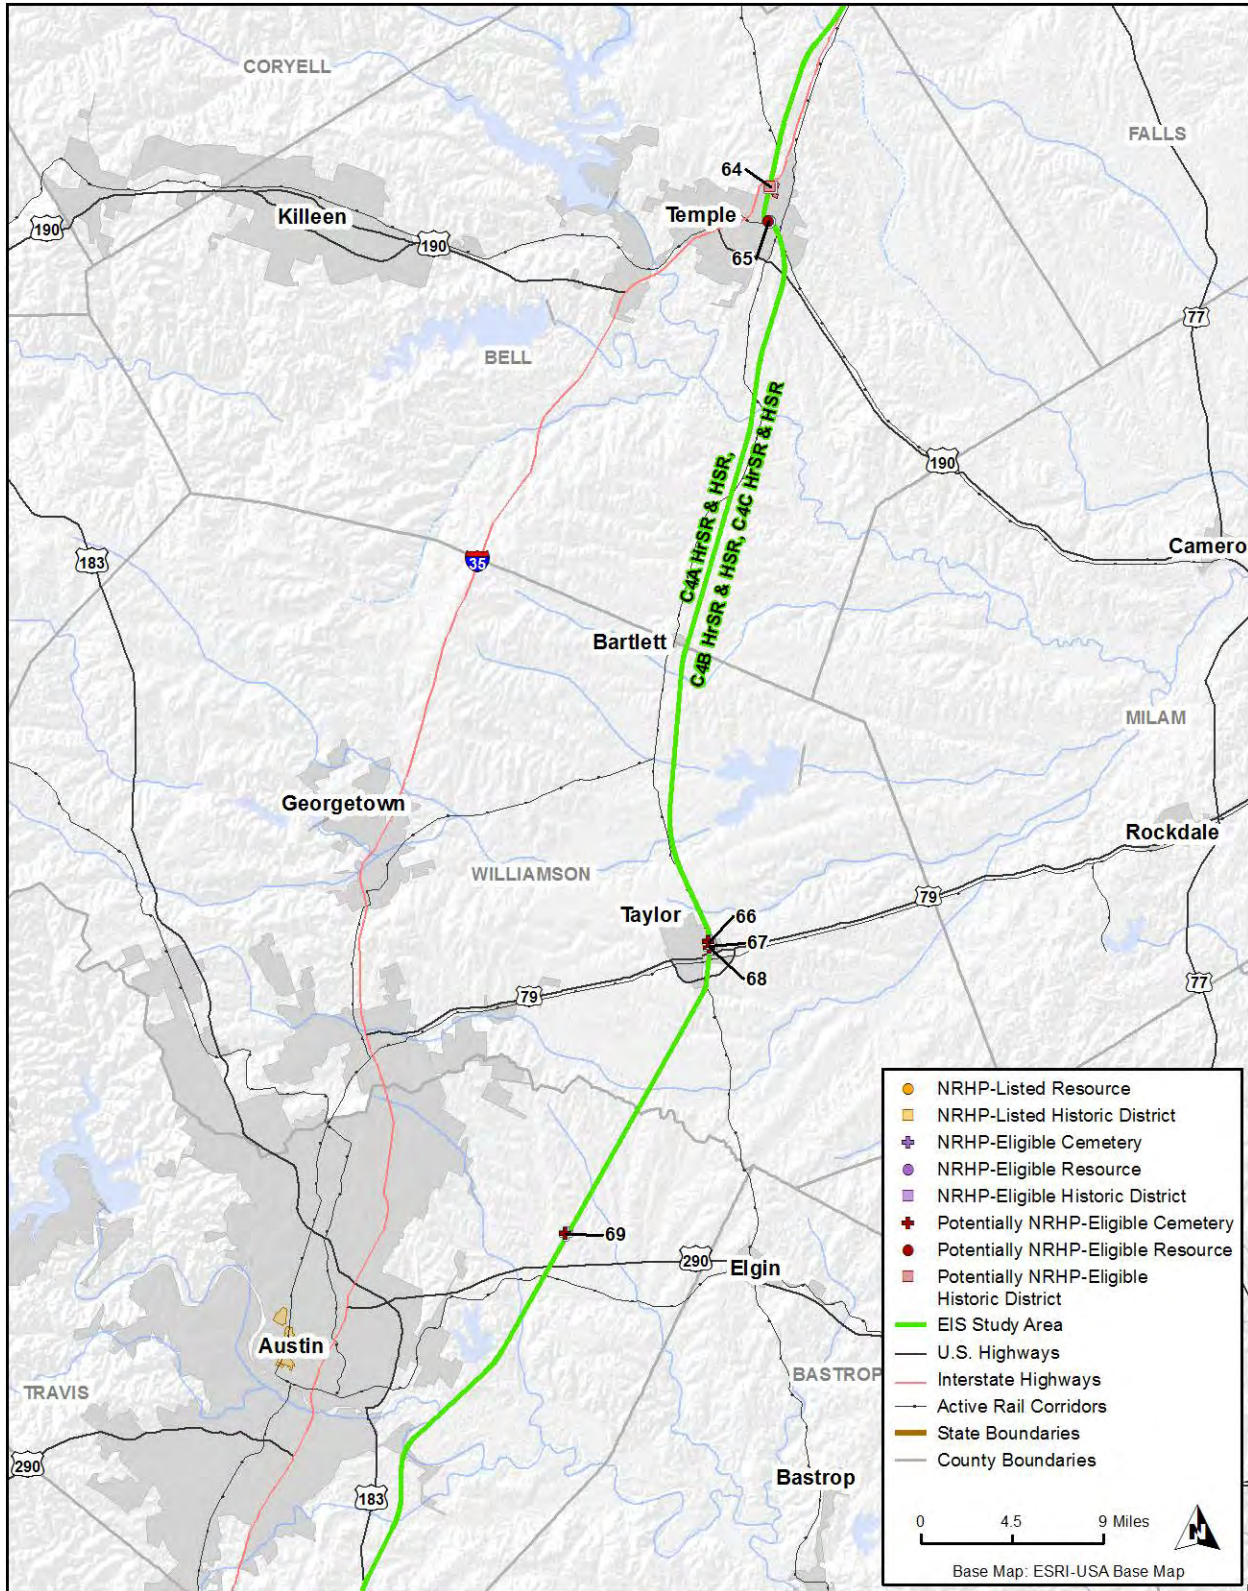 CORYELL
FALLS
64
Temple
Killeen
190
190
65
77
BELL
C4A HrSR & HSR,
C4B HrSR & HSR, C4C HrSR & HSR
190
183
35
Camero
Bartlett
MILAM
Georgetown
Rockdale
WILLIAMSON
79
Taylor
66
67
68
77
79
69
290
Elgin
Austin
TRAVIS
BASTROP
290
183
Bastrop
NRHP-Listed Resource
NRHP-Listed Historic District
NRHP-Eligible Cemetery
NRHP-Eligible Resource
NRHP-Eligible Historic District
Potentially NRHP-Eligible Cemetery
Potentially NRHP-Eligible Resource
Potentially NRHP-Eligible
Historic District
EIS Study Area
U.S. Highways
Interstate Highways
Active Rail Corridors
State Boundaries
County Boundaries
0 4.5 9 Miles
N
Base Map: ESRI-USA Base Map